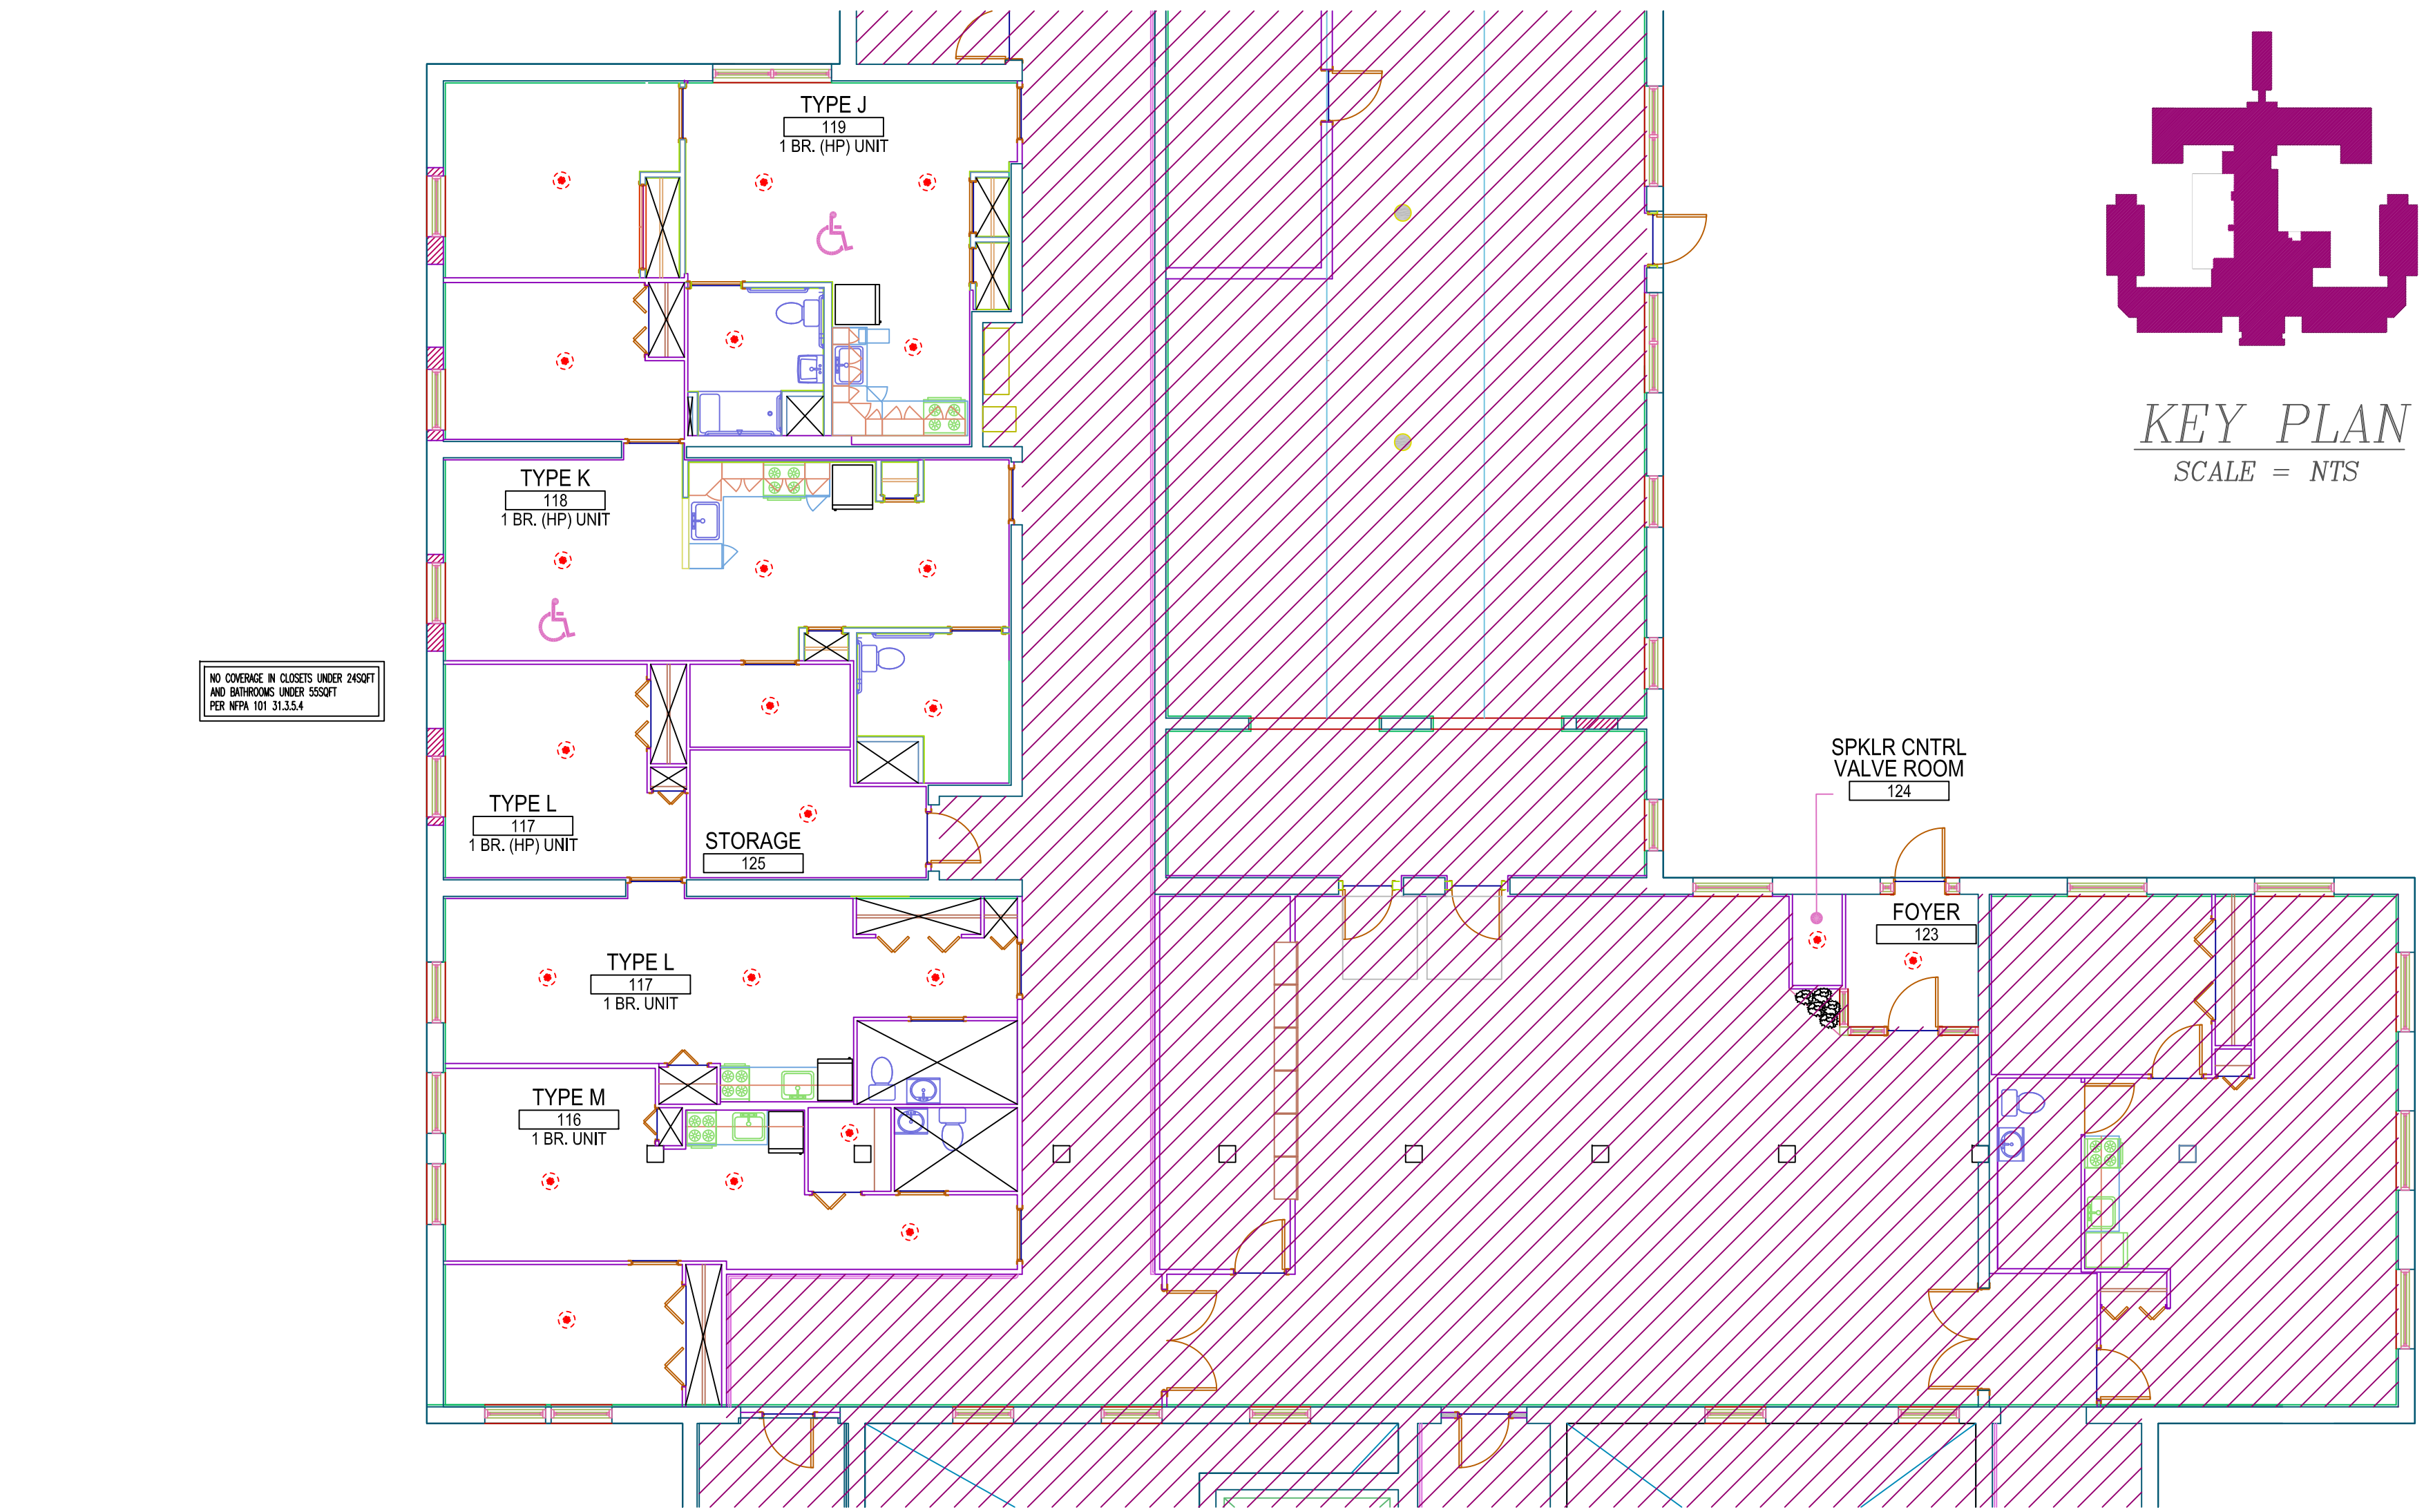 TYPE J
119
1 BR. (HP) UNIT
KEY PLAN
SCALE = NTS
TYPE K
118
1 BR. (HP) UNIT
NO COVERAGE IN CLOSETS UNDER 24SQFT
AND BATHROOMS UNDER 55SQFT
PER NFPA 101 31.3.5.4
TYPE L
117
1 BR. (HP) UNIT
STORAGE
125
SPKLR CNTRL
VALVE ROOM
124
FOYER
123
TYPE L
117
1 BR. UNIT
TYPE M
116
1 BR. UNIT